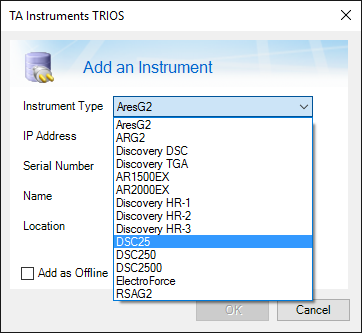 TA Instruments TRIOS
Add an Instrument
Instrument Type AresG2
IP Address
Serial Number
Name
Location
AresG2
ARG2
Discovery DSC
Discovery TGA
AR1500EX
AR2000EX
Discovery HR-1
Discovery HR-2
Discovery HR-3
DSC25
DSC250
DSC2500
ElectroForce
RSAG2
Add as Offline
OK Cancel